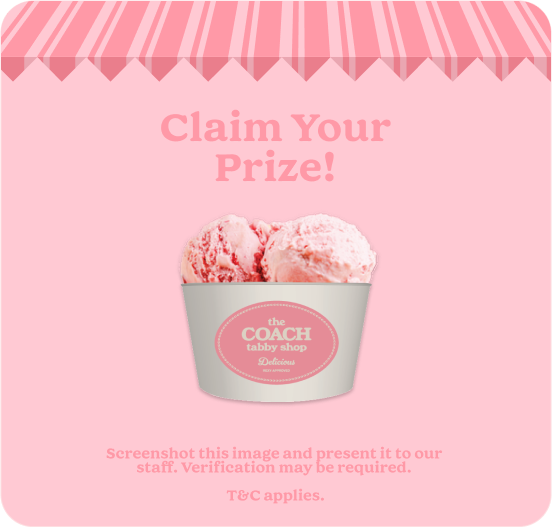 Claim Your
Prize!
the
COACH
tabby shop
Delicious
Screenshot this image and present it to our
staff. Verification may be required.
T&C applies.